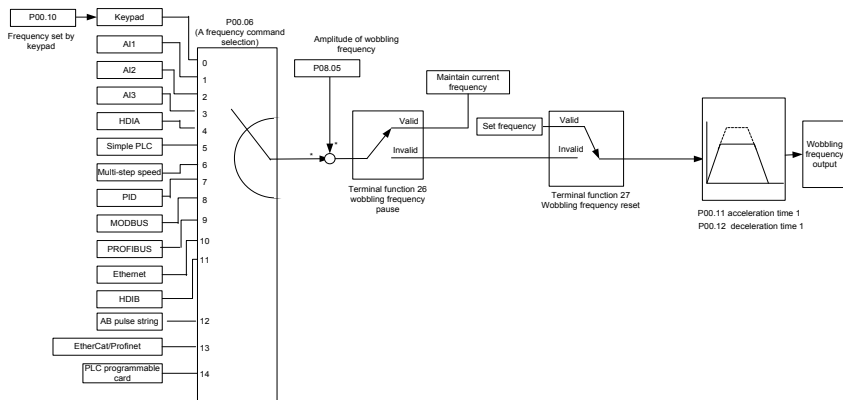 P00.10
Frequency set by
keypad
Keypad
AI1
AI2
AI3
HDIA
Simple PLC
Multi-step speed
PID
MODBUS
PROFIBUS
Ethernet
HDIB
AB pulse string
EtherCat/Profinet
PLC programmable
card
P00.06
(A frequency command
selection)
0
1
2
3
4
5
6
7
8
9
10
11
12
13
14
Amplitude of wobbling
frequency
P08.05
*
*
Maintain current
frequency
Valid
Invalid
Terminal function 26
wobbling frequency
pause
Set frequency
Valid
Invalid
Terminal function 27
Wobbling frequency reset
P00.11 acceleration time 1
P00.12 deceleration time 1
Wobbling
frequency
output